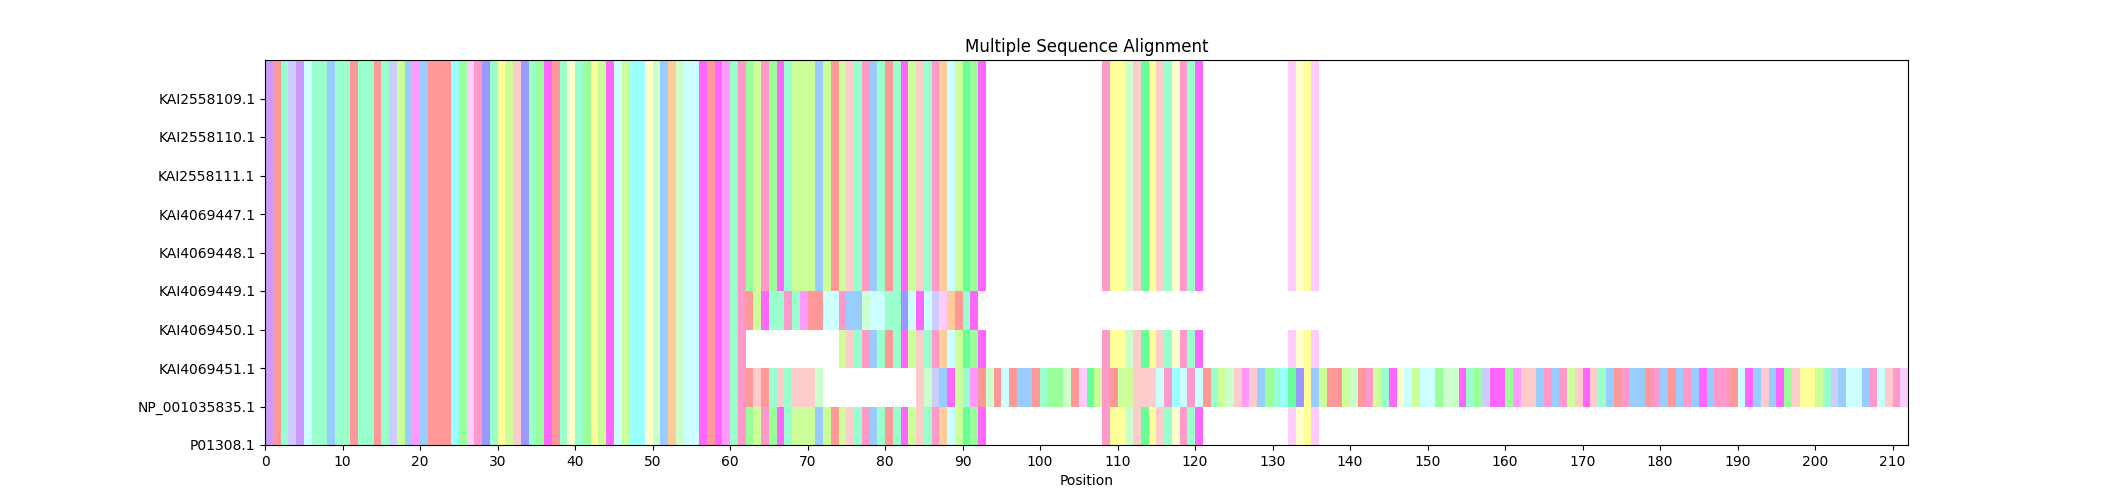 Multiple Sequence Alignment
KAI2558109.1
KAI2558110.1
KAI2558111.1
KAI4069447.1
KAI4069448.1
KAI4069449.1
KAI4069450.1
KAI4069451.1
NP_001035835.1
P01308.1
0 10 20 30 40 50 60 70 80 90 100 110 120 130 140 150 160 170 180 190 200 210
Position